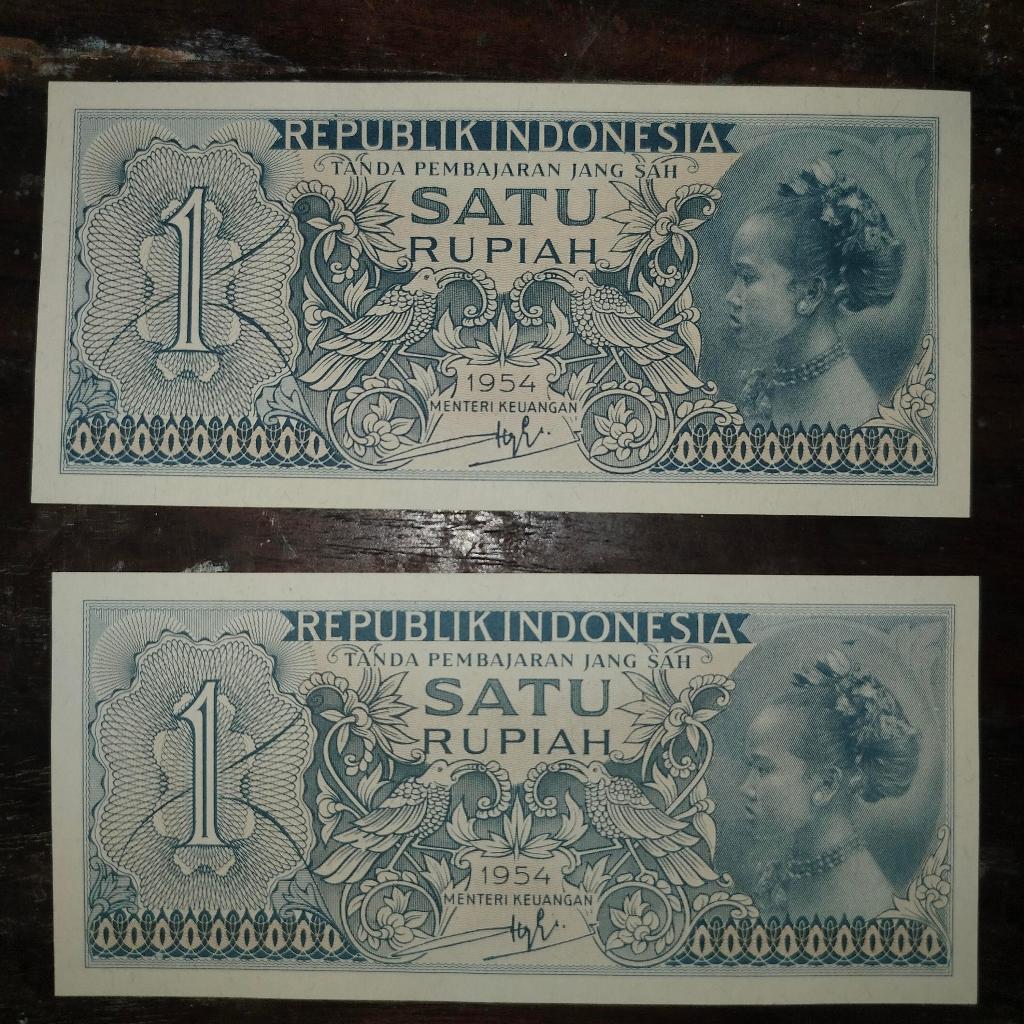 REPUBLIK INDONESIA
TANDA PEMBAJARAN JANG SAH
1
SATU
RUPIAH
1954
MENTERI KEUANGAN
REPUBLIK INDONESIA
TANDA PEMBAJARAN JANG SAH
1
SATU
RUPIAH
1954
MENTERI KEUANGAN